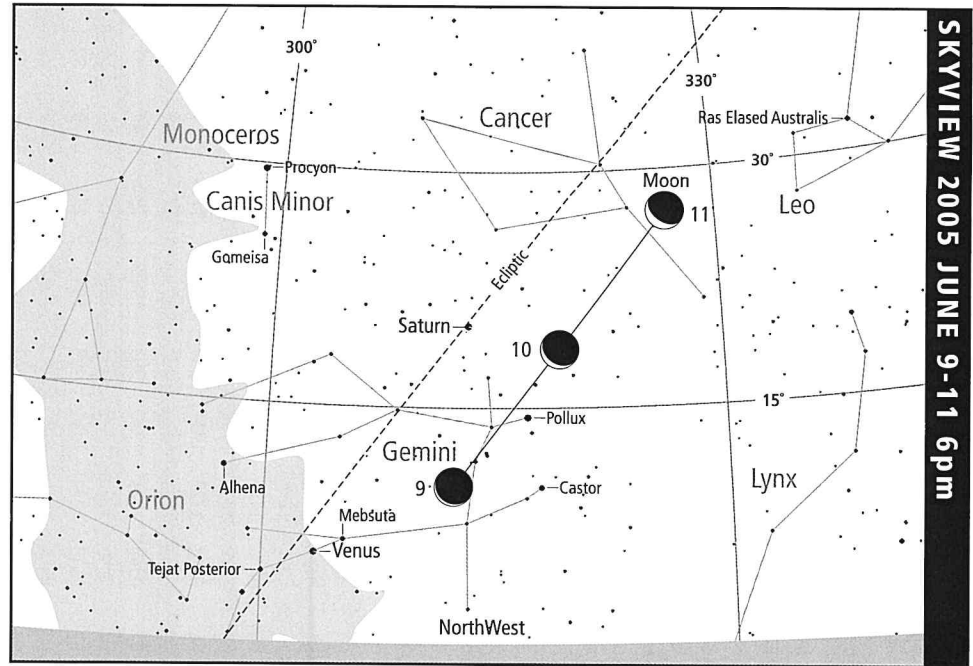 300°
330°
Cancer
Ras Elased Australis
Monoceros
30°
Procyon
Moon
Canis Minor
11
Leo
Gomeisa
Ecliptic
Saturn
10
15°
Pollux
Gemini
9
Castor
Lynx
Alhena
Orion
Mebsuta
Venus
Tejat Posterior
NorthWest
SKYVIEW 2005 JUNE 9-11 6pm